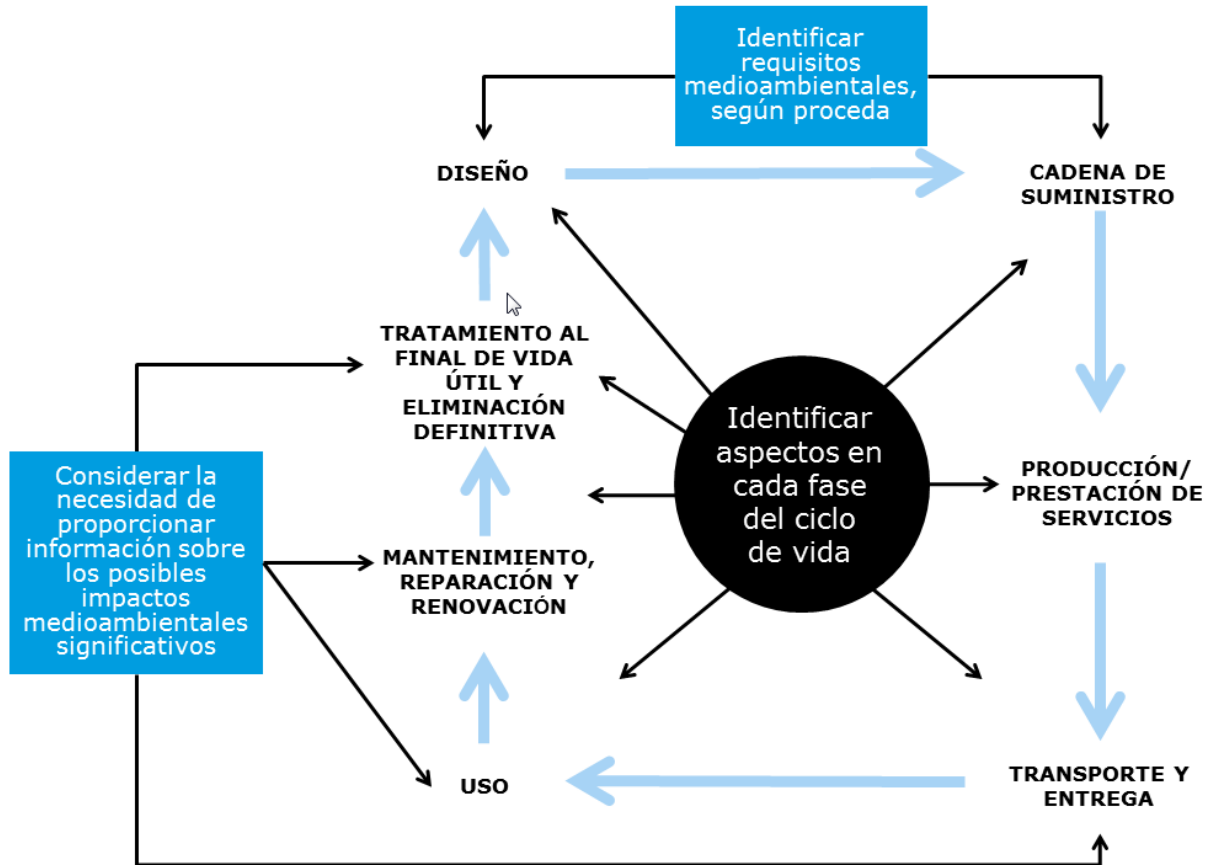 Identificar
requisitos
medioambientales,
según proceda
DISEÑO
CADENA DE
SUMINISTRO
TRATAMIENTO AL
FINAL DE VIDA
ÚTIL Y
ELIMINACIÓN
DEFINITIVA
Identificar
aspectos en
cada fase
del ciclo
de vida
Considerar la
necesidad de
proporcionar
información sobre
los posibles
impactos
medioambientales
significativos
PRODUCCIÓN/
PRESTACIÓN DE
SERVICIOS
MANTENIMIENTO,
REPARACIÓN Y
RENOVACIÓN
USO
TRANSPORTE Y
ENTREGA